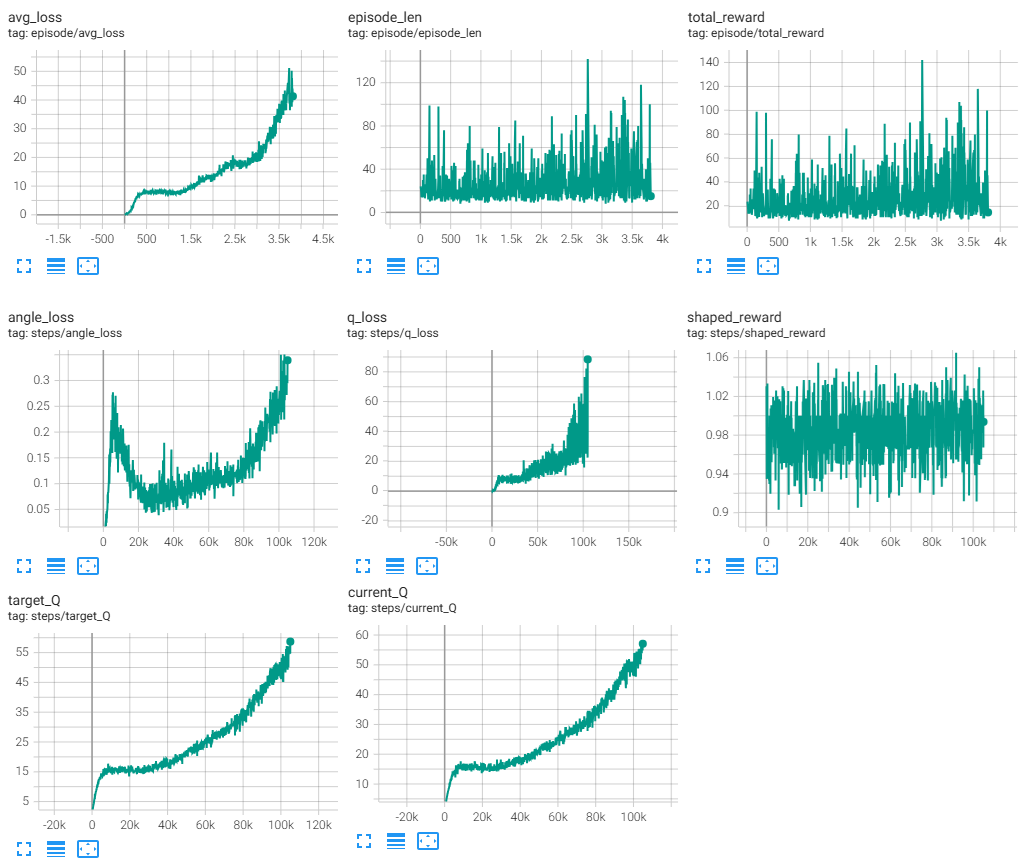 avg_loss
tag: episode/avg_loss
50
40
30
20
10
0
-1.5k -500 500 1.5k 2.5k 3.5k 4.5k
episode_len
tag: episode/episode_len
120
80
40
0
0 500 1k 1.5k 2k 2.5k 3k 3.5k 4k
total_reward
tag: episode/total_reward
140
120
100
80
60
40
20
0 500 1k 1.5k 2k 2.5k 3k 3.5k 4k
angle_loss
tag: steps/angle_loss
0.3
0.25
0.2
0.15
0.1
0.05
0 20k 40k 60k 80k 100k 120k
q_loss
tag: steps/q_loss
80
60
40
20
0
-20
-50k 0 50k 100k 150k
shaped_reward
tag: steps/shaped_reward
1.06
1.02
0.98
0.94
0.9
0 20k 40k 60k 80k 100k
target_Q
tag: steps/target_Q
55
45
35
25
15
5
-20k 0 20k 40k 60k 80k 100k 120k
current_Q
tag: steps/current_Q
60
50
40
30
20
10
-20k 0 20k 40k 60k 80k 100k